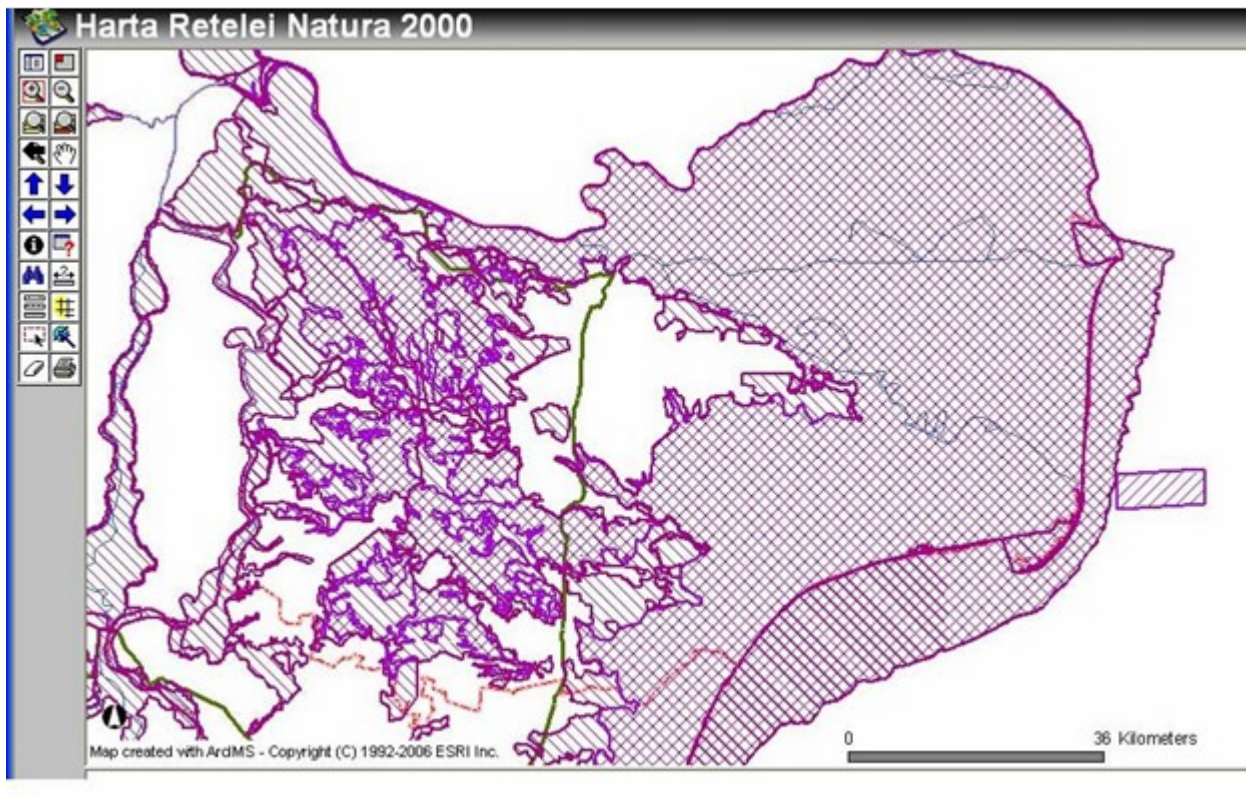 Harta Retelei Natura 2000
Map created with ArcIMS - Copyright (C) 1992-2006 ESRI Inc.
0 36 Kilometers